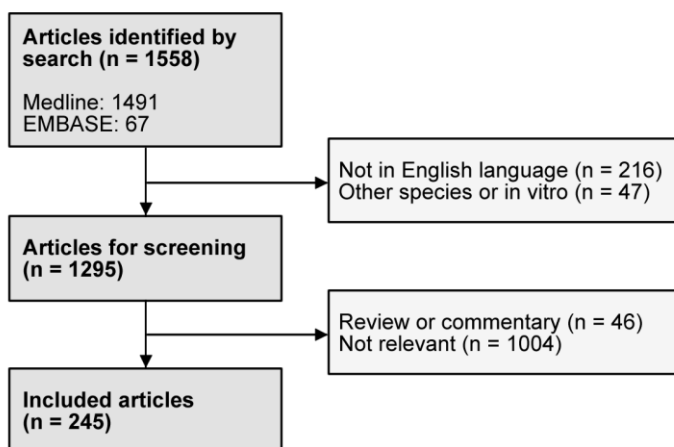 Articles identified by
search (n = 1558)
Medline: 1491
EMBASE: 67
Not in English language (n = 216)
Other species or in vitro (n = 47)
Articles for screening
(n = 1295)
Review or commentary (n = 46)
Not relevant (n = 1004)
Included articles
(n = 245)